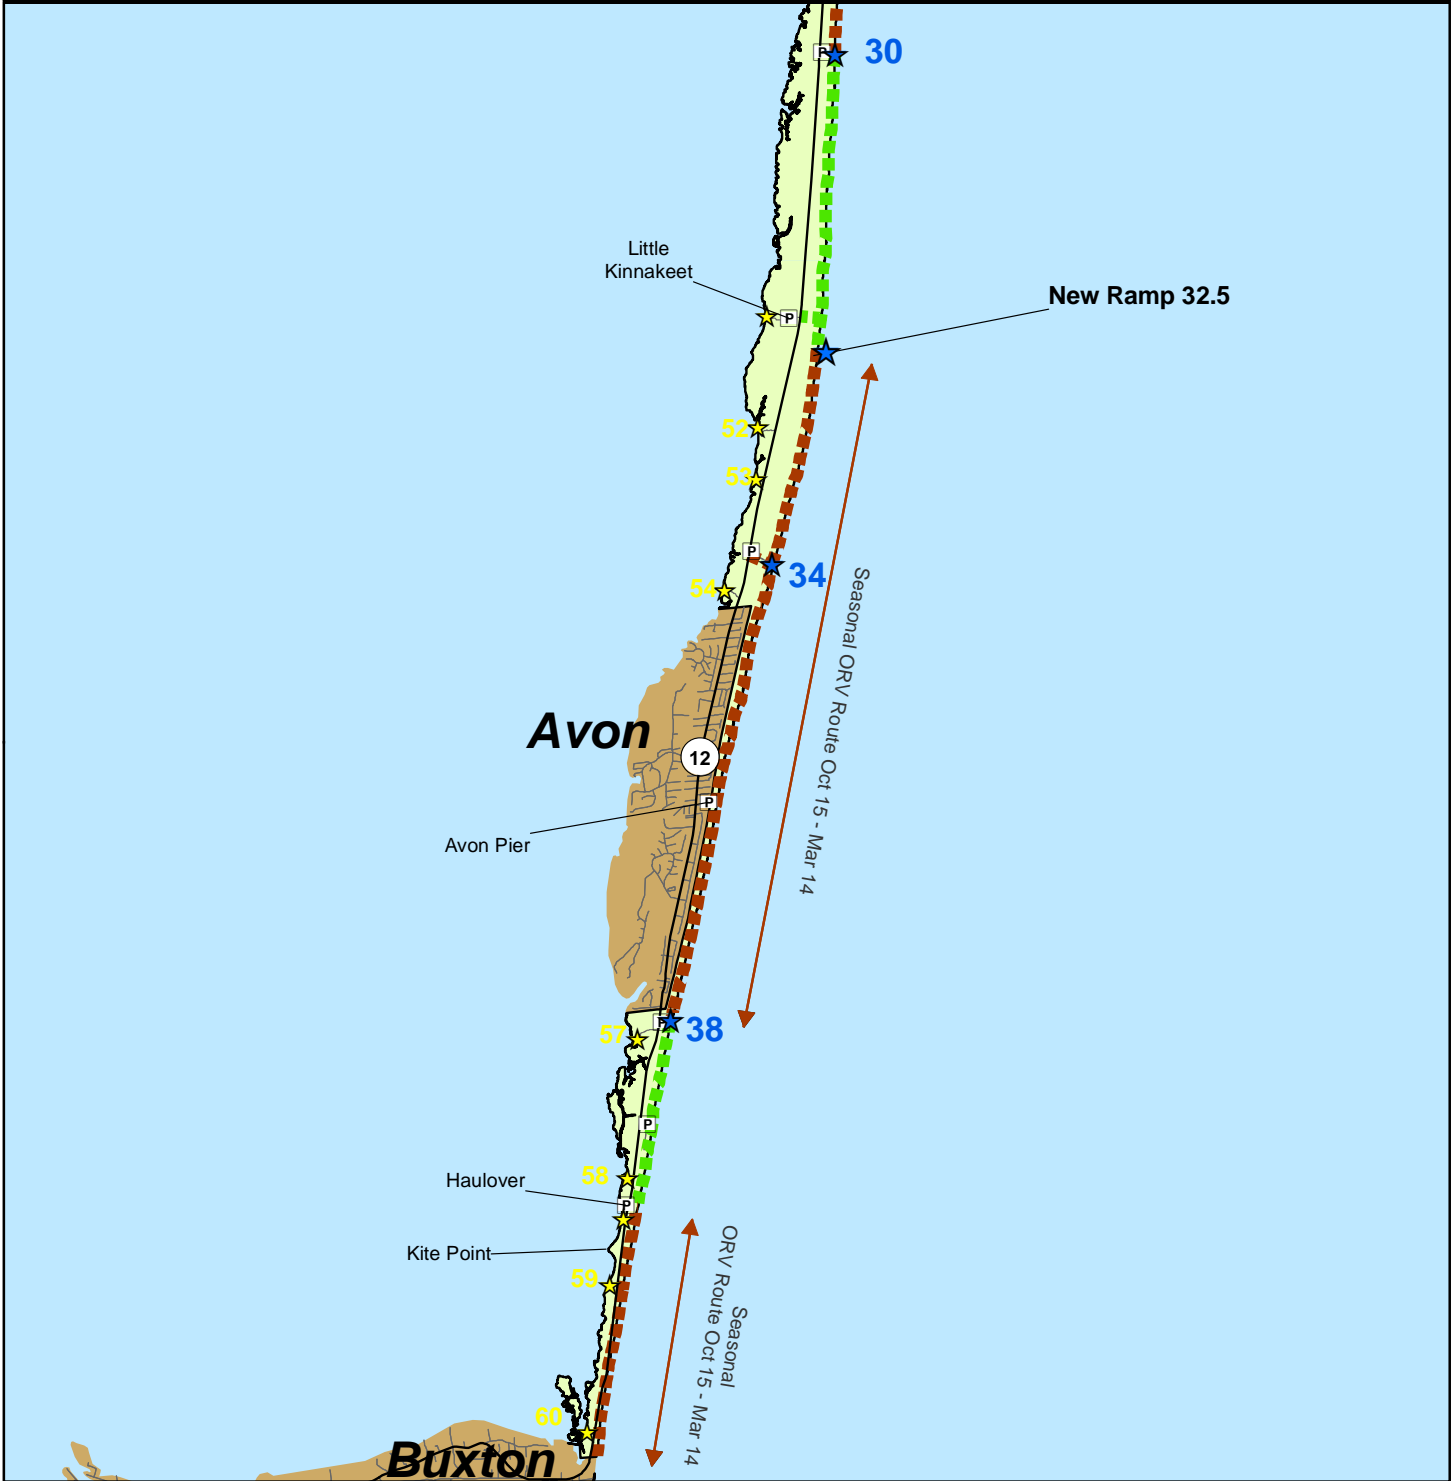 P
30
Little
Kinnakeet
New Ramp 32.5
P
52
53
P
34
54
Seasonal ORV Route Oct 15 - Mar 14
Avon
12
P
Avon Pier
P
38
57
P
58
Haulover
P
Kite Point
59
Seasonal
ORV Route Oct 15 - Mar 14
60
Buxton